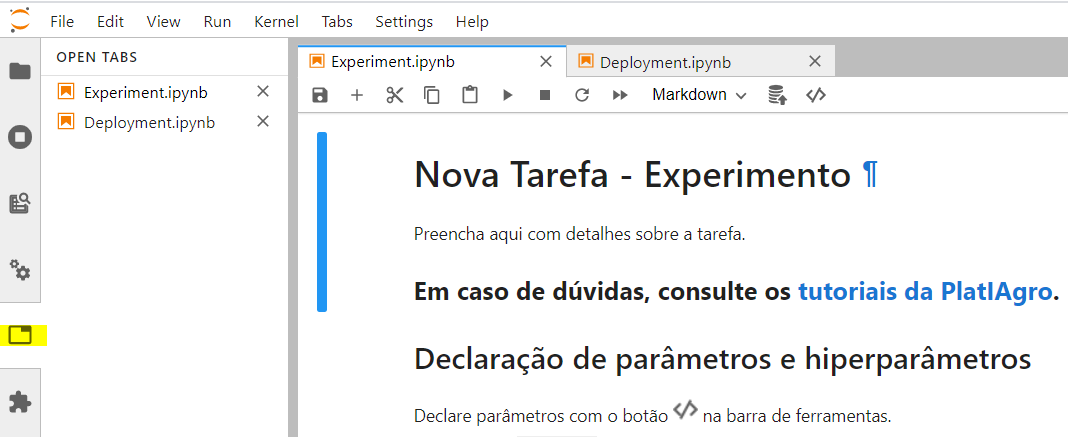 File Edit View Run Kernel Tabs Settings Help
OPEN TABS
Experiment.ipynb
Deployment.ipynb
Experiment.ipynb Deployment.ipynb
Markdown
Nova Tarefa - Experimento ¶
Preencha aqui com detalhes sobre a tarefa.
Em caso de dúvidas, consulte os tutoriais da PlatIAgro.
Declaração de parâmetros e hiperparâmetros
Declare parâmetros com o botão </> na barra de ferramentas.